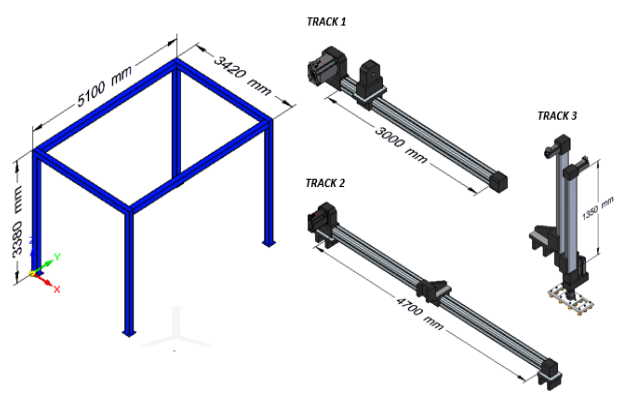 TRACK 1
5100 mm
3420 mm
3380 mm
Z
Y
X
3000 mm
TRACK 2
4700 mm
TRACK 3
1350 mm